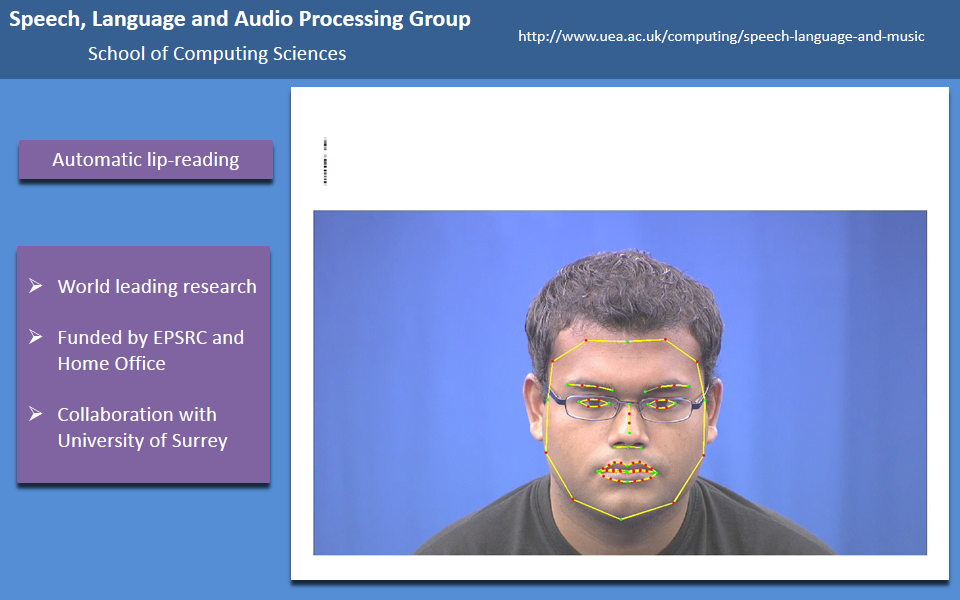 Speech, Language and Audio Processing Group
School of Computing Sciences
http://www.uea.ac.uk/computing/speech-language-and-music
Automatic lip-reading
World leading research
Funded by EPSRC and
Home Office
Collaboration with
University of Surrey